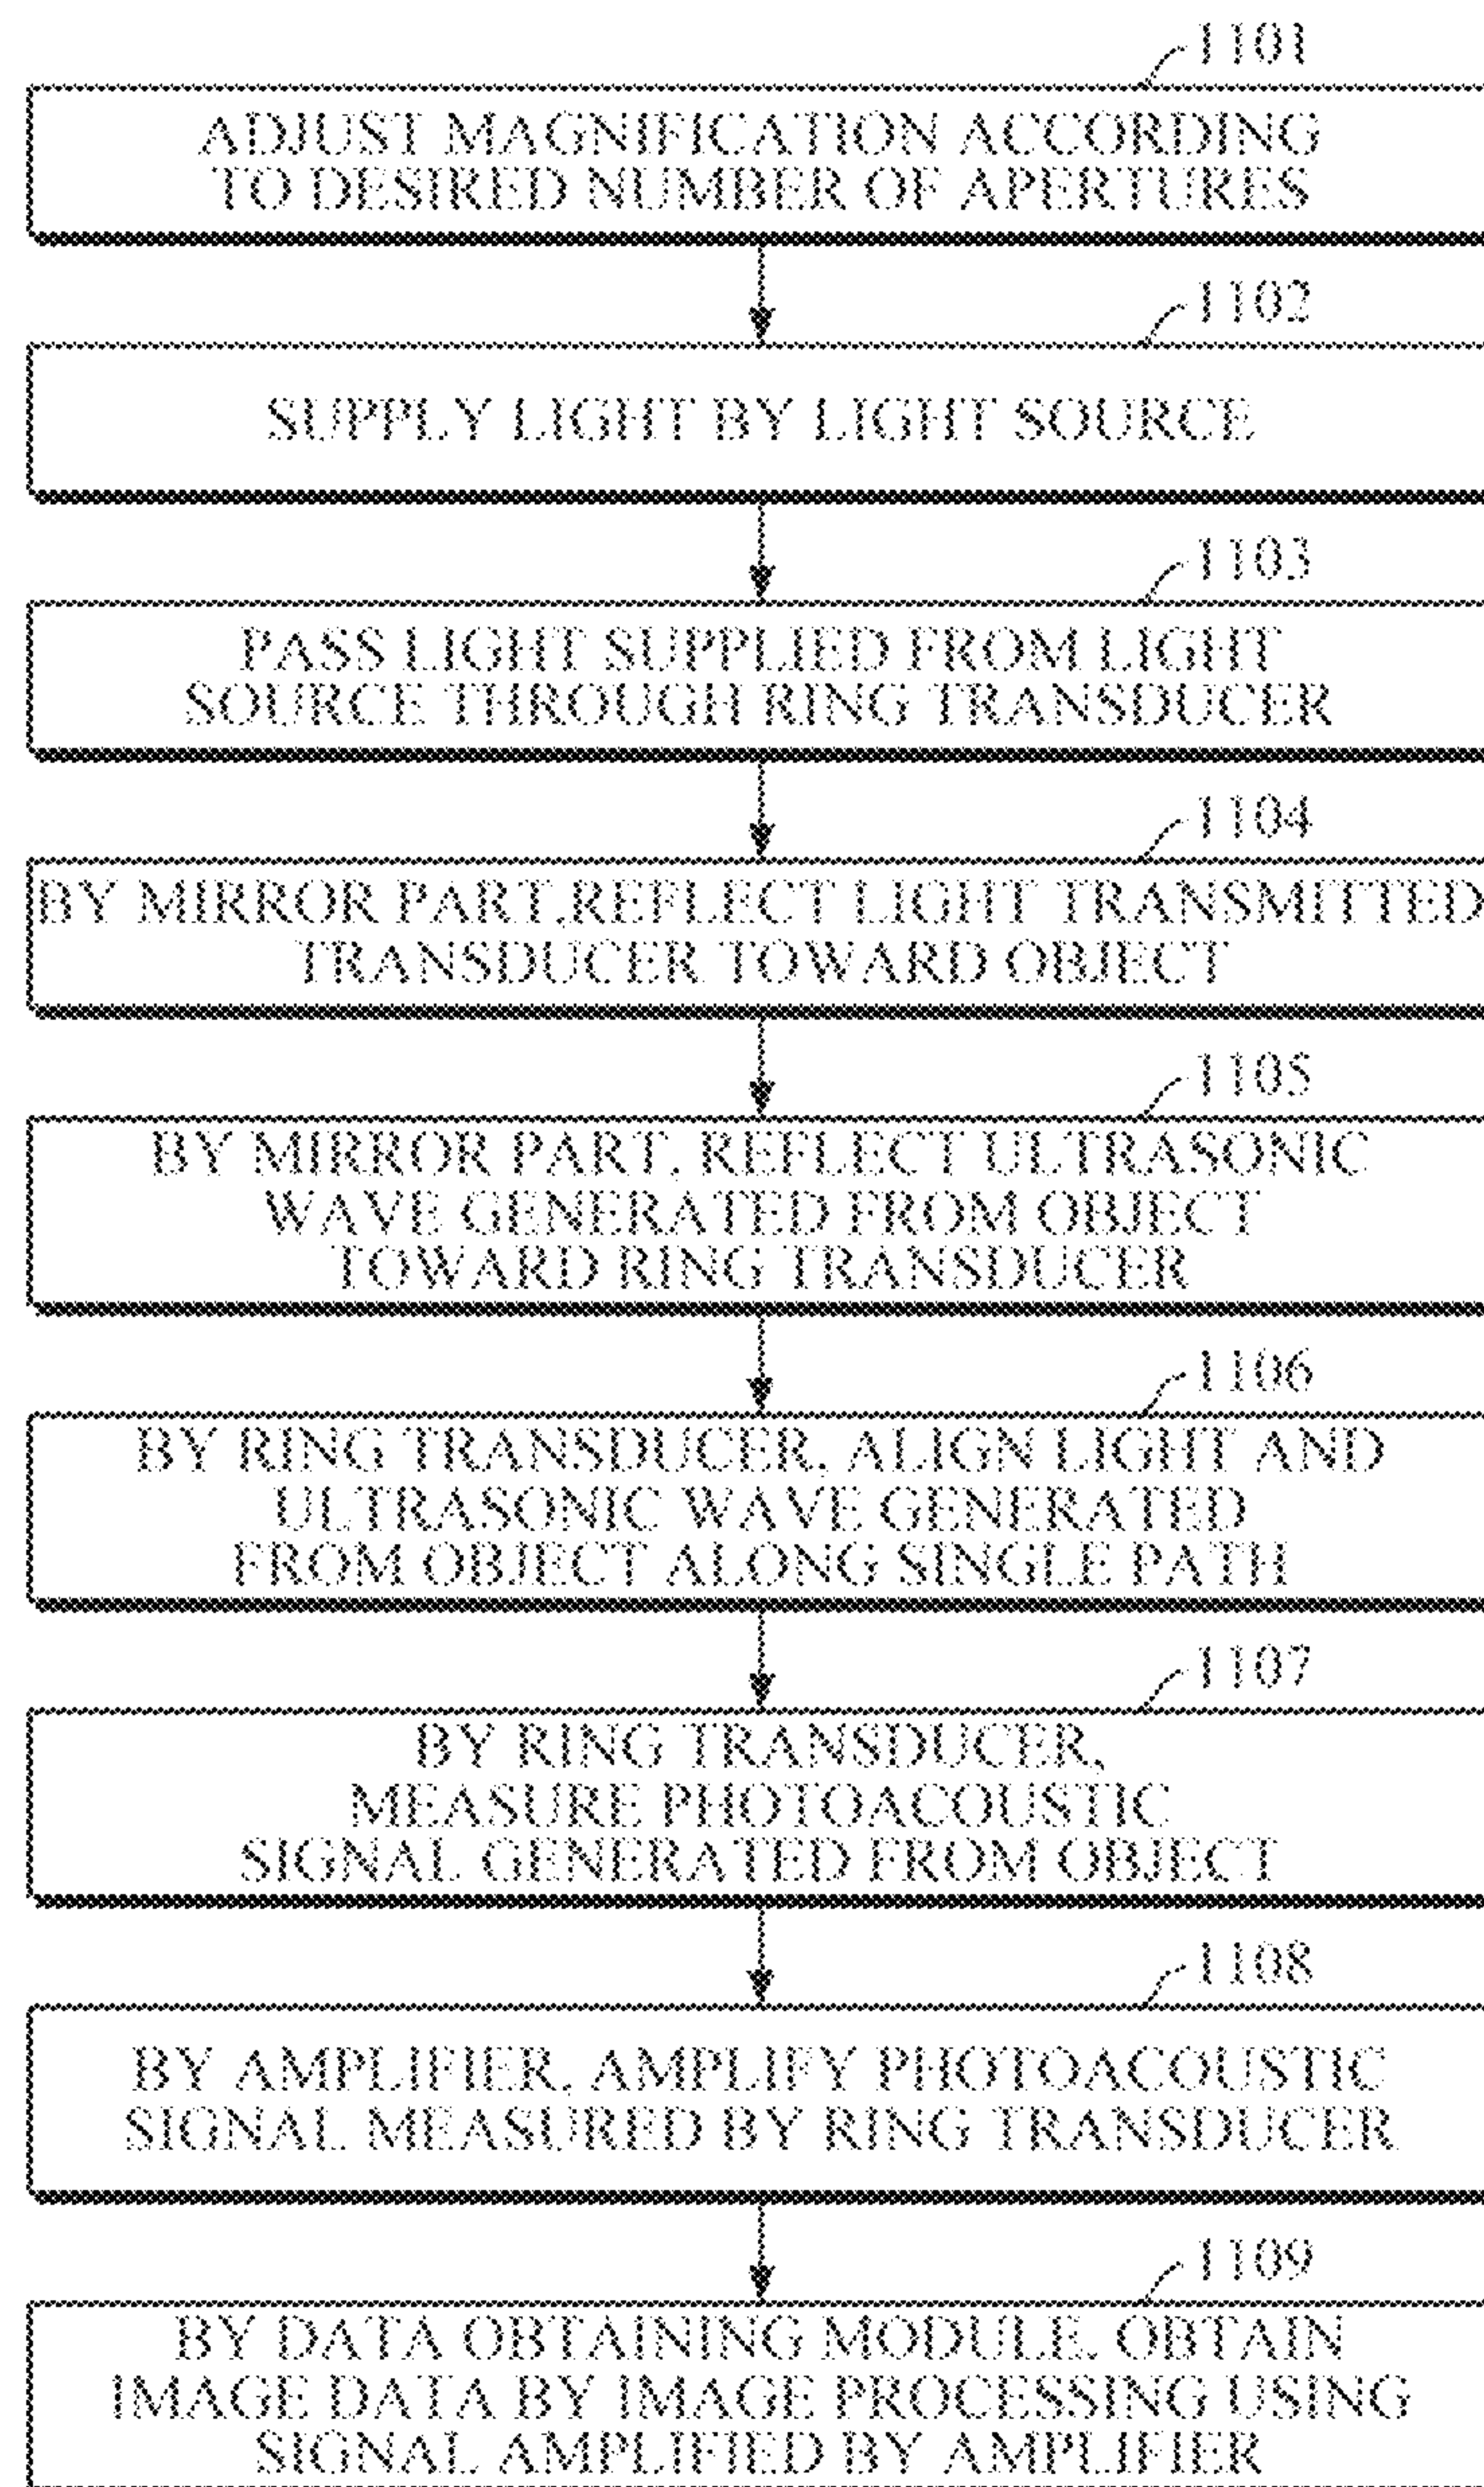 1101
ADJUST MAGNIFICATION ACCORDING
TO DESIRED NUMBER OF APERTURES
1102
SUPPLY LIGHT BY LIGHT SOURCE
1103
PASS LIGHT SUPPLIED FROM LIGHT
SOURCE THROUGH RING TRANSDUCER
1104
BY MIRROR PART,REFLECT LIGHT TRANSMITTED
TRANSDUCER TOWARD OBJECT
1105
BY MIRROR PART, REFLECT ULTRASONIC
WAVE GENERATED FROM OBJECT
TOWARD RING TRANSDUCER
1106
BY RING TRANSDUCER, ALIGN LIGHT AND
ULTRASONIC WAVE GENERATED
FROM OBJECT ALONG SINGLE PATH
1107
BY RING TRANSDUCER,
MEASURE PHOTOACOUSTIC
SIGNAL GENERATED FROM OBJECT
1108
BY AMPLIFIER, AMPLIFY PHOTOACOUSTIC
SIGNAL MEASURED BY RING TRANSDUCER
1109
BY DATA OBTAINING MODULE, OBTAIN
IMAGE DATA BY IMAGE PROCESSING USING
SIGNAL AMPLIFIED BY AMPLIFIER